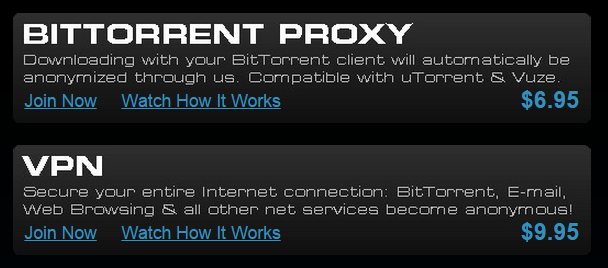 BITTORRENT PROXY
Downloading with your BitTorrent client will automatically be
anonymized through us. Compatible with uTorrent & Vuze.
Join Now Watch How It Works $6.95
VPN
Secure your entire Internet connection: BitTorrent, E-mail,
Web Browsing & all other net services become anonymous!
Join Now Watch How It Works $9.95